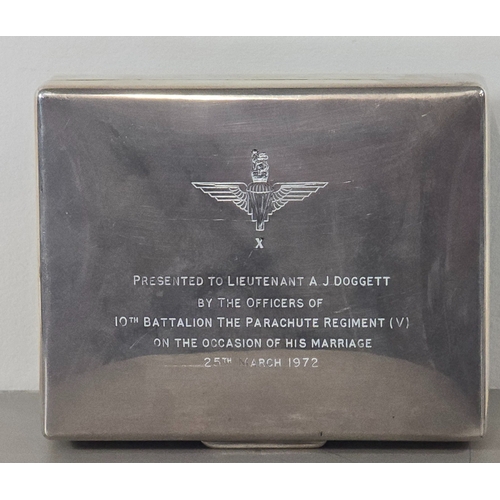 X
PRESENTED TO LIEUTENANT A.J. DOGGETT
BY THE OFFICERS OF
10TH BATTALION THE PARACHUTE REGIMENT (V)
ON THE OCCASION OF HIS MARRIAGE
25TH MARCH 1972